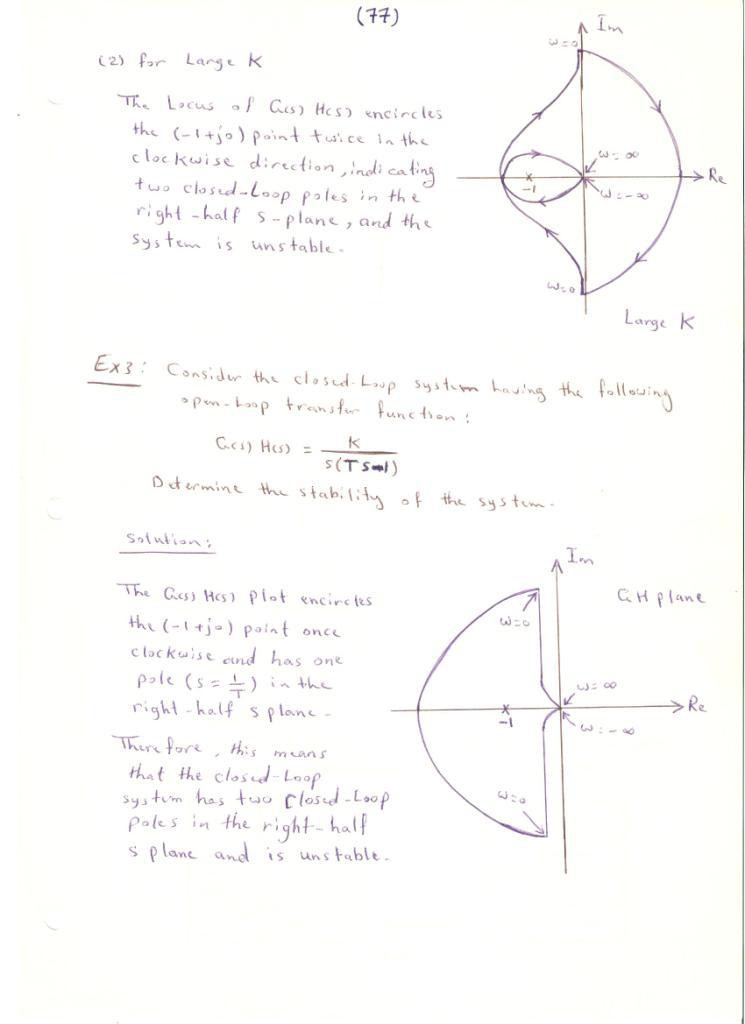 (77)
(2) for Large K
The Locus of G(s) H(s) encircles
the (-1+j0) point twice in the
clockwise direction, indicating
two closed-Loop poles in the
right-half s-plane, and the
system is unstable.
Im
ω=0
ω=∞
Re
-1
ω=-∞
ω=0
Large K
Ex3: Consider the closed-Loop system having the following
open-Loop transfer function:
G(s) H(s) = K / s(Ts-1)
Determine the stability of the system.
Solution:
The G(s) H(s) plot encircles
the (-1+j0) point once
clockwise and has one
pole (s = 1/T) in the
right-half s plane.
Therefore, this means
that the closed-Loop
system has two closed-Loop
poles in the right-half
s plane and is unstable.
Im
GH plane
ω=0
ω=∞
Re
-1
ω=-∞
ω=0